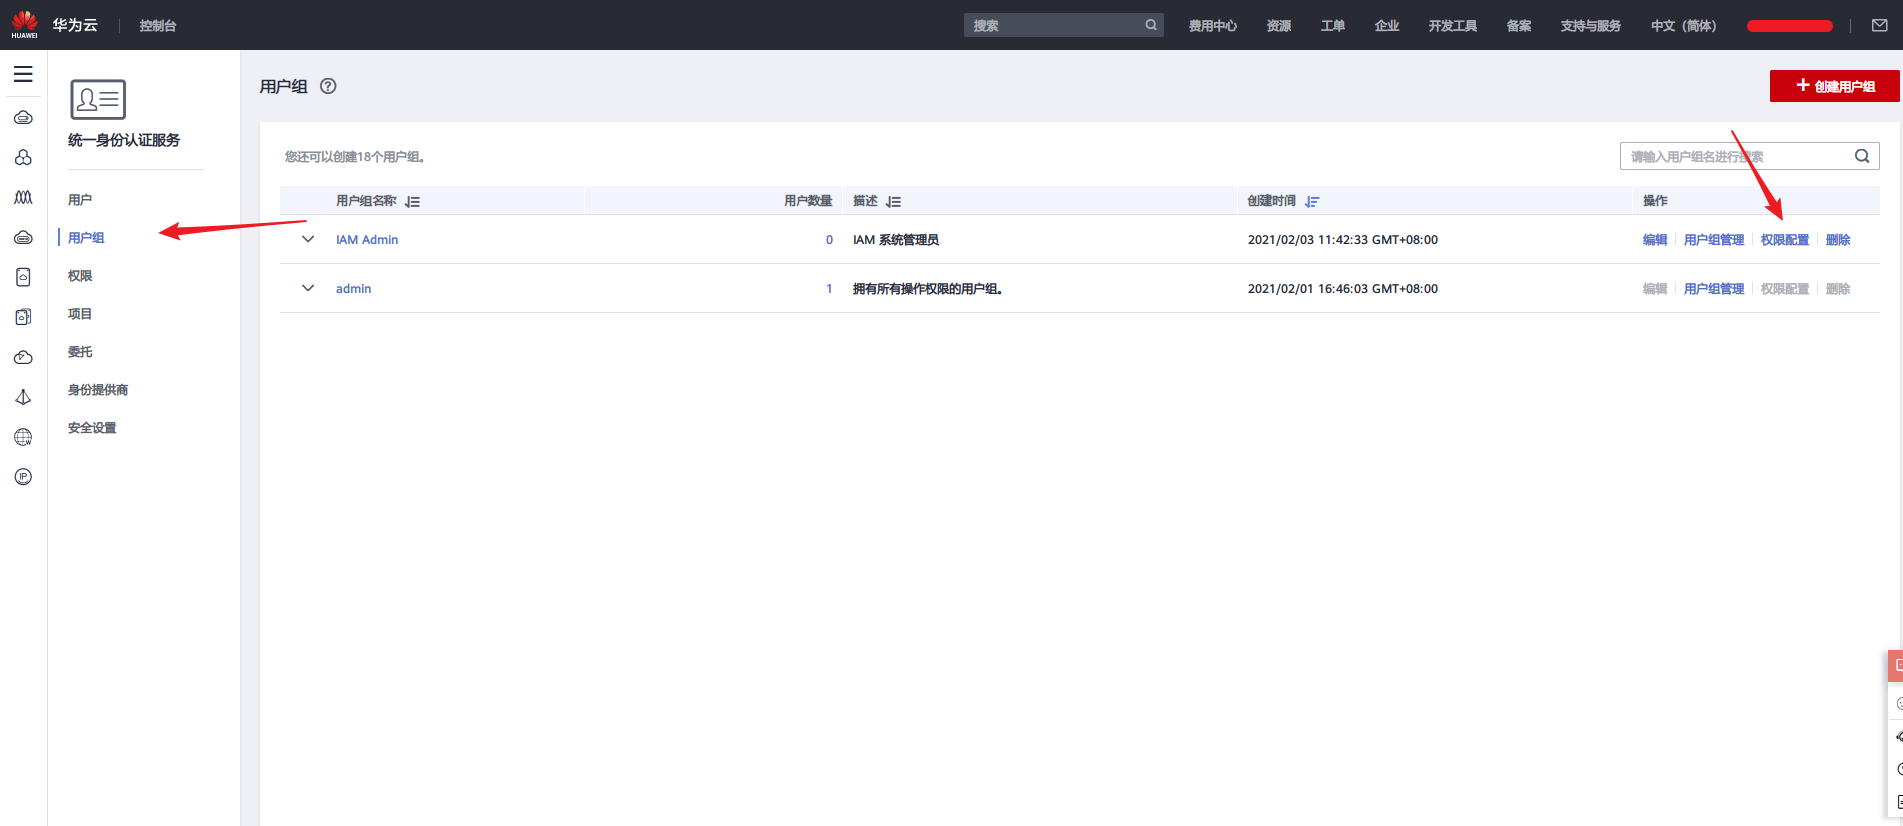 HUAWEI 华为云 控制台 搜索 费用中心 资源 工单 企业 开发工具 备案 支持与服务 中文（简体）
统一身份认证服务
用户
用户组
权限
项目
委托
身份提供商
安全设置
用户组 ?
+ 创建用户组
您还可以创建18个用户组。
请输入用户组名进行搜索
用户组名称 用户数量 描述 创建时间 操作
IAM Admin 0 IAM 系统管理员 2021/02/03 11:42:33 GMT+08:00 编辑 用户组管理 权限配置 删除
admin 1 拥有所有操作权限的用户组。 2021/02/01 16:46:03 GMT+08:00 编辑 用户组管理 权限配置 删除
IP